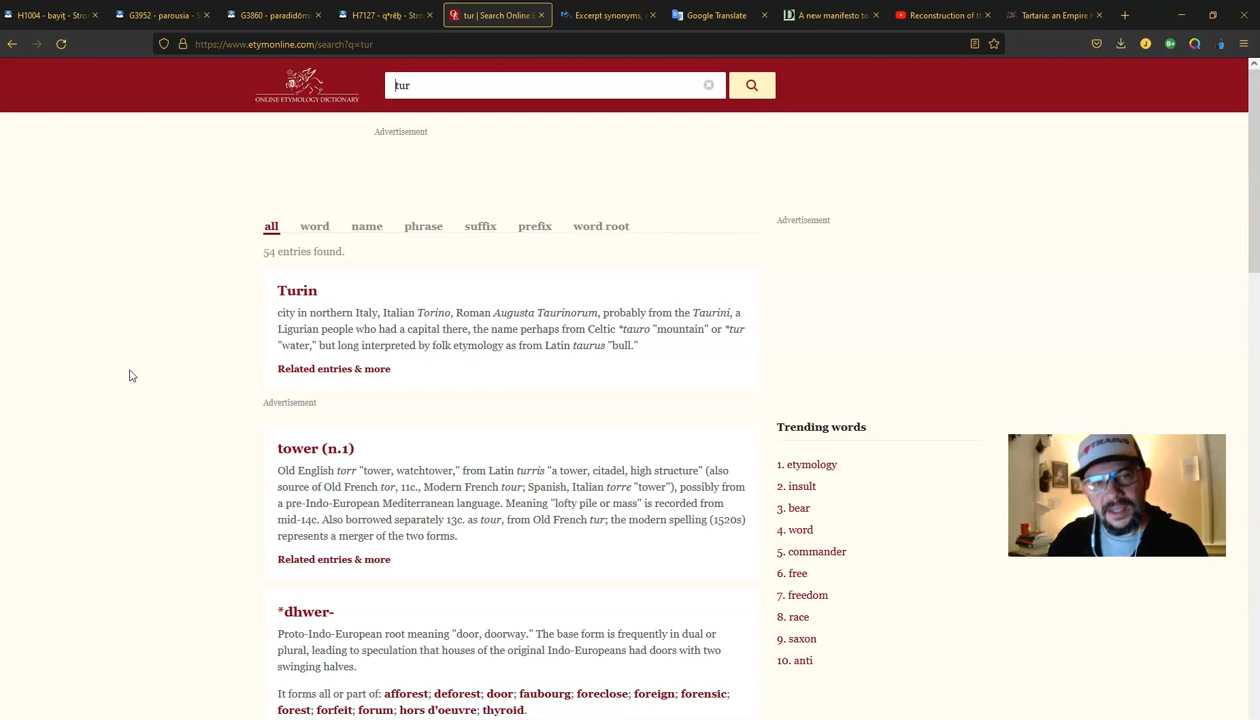 H1004 - bayiṯ - Stro
G3952 - parousia - S
G3860 - paradidōm
H7127 - qᵊrêḇ - Stro
tur | Search Online E
Excerpt synonyms, e
Google Translate
A new manifesto to
Reconstruction of th
Tartaria: an Empire H
https://www.etymonline.com/search?q=tur
ONLINE ETYMOLOGY DICTIONARY
tur
Advertisement
all word name phrase suffix prefix word root
Advertisement
54 entries found.
Turin
city in northern Italy, Italian Torino, Roman Augusta Taurinorum, probably from the Taurini, a
Ligurian people who had a capital there, the name perhaps from Celtic *tauro "mountain" or *tur
"water," but long interpreted by folk etymology as from Latin taurus "bull."
Related entries & more
Advertisement
tower (n.1)
Old English torr "tower, watchtower," from Latin turris "a tower, citadel, high structure" (also
source of Old French tor, 11c., Modern French tour; Spanish, Italian torre "tower"), possibly from
a pre-Indo-European Mediterranean language. Meaning "lofty pile or mass" is recorded from
mid-14c. Also borrowed separately 13c. as tour, from Old French tur; the modern spelling (1520s)
represents a merger of the two forms.
Related entries & more
*dhwer-
Proto-Indo-European root meaning "door, doorway." The base form is frequently in dual or
plural, leading to speculation that houses of the original Indo-Europeans had doors with two
swinging halves.
It forms all or part of: afforest; deforest; door; faubourg; foreclose; foreign; forensic;
forest; forfeit; forum; hors d'oeuvre; thyroid.
Trending words
1. etymology
2. insult
3. bear
4. word
5. commander
6. free
7. freedom
8. race
9. saxon
10. anti
TRAINS